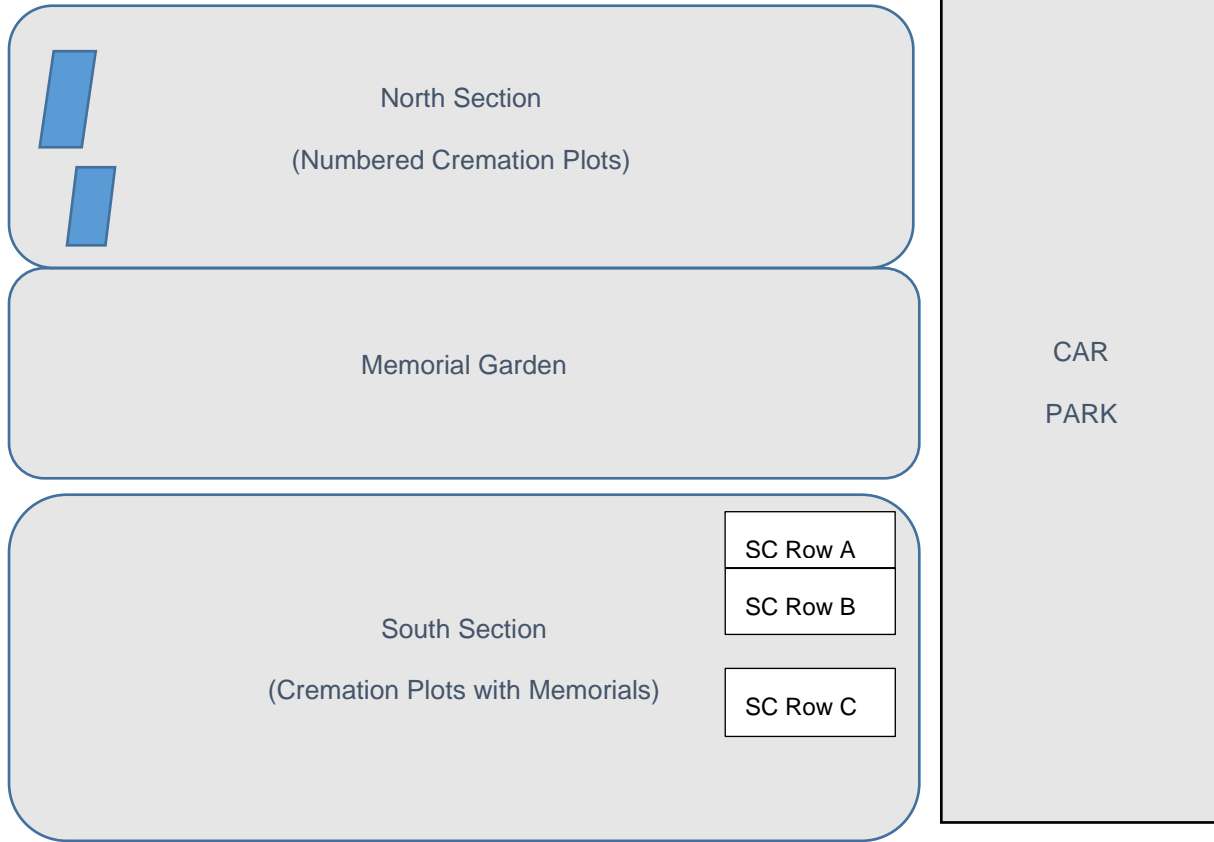 North Section
(Numbered Cremation Plots)
Memorial Garden
CAR
PARK
SC Row A
SC Row B
South Section
(Cremation Plots with Memorials)
SC Row C